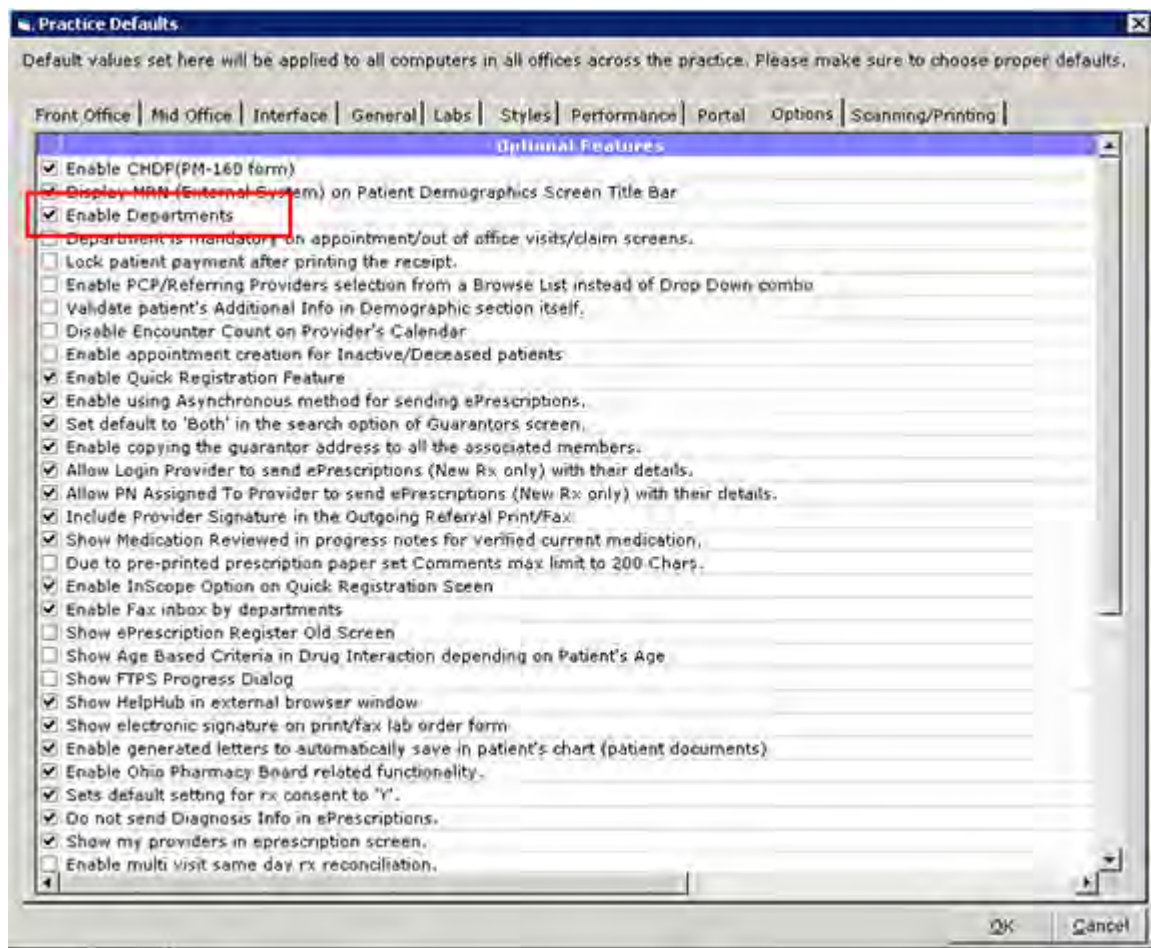 Practice Defaults
Default values set here will be applied to all computers in all offices across the practice. Please make sure to choose proper defaults.
Front Office | Mid Office | Interface | General | Labs | Styles | Performance | Portal Options | Scanning/Printing |
Optional Features
Enable CHDP(PM-160 form)
Display MRN (External System) on Patient Demographics Screen Title Bar
Enable Departments
Department is mandatory on appointment/out of office visits/claim screens.
Lock patient payment after printing the receipt.
Enable PCP/Referring Providers selection from a Browse List instead of Drop Down combo
Validate patient's Additional Info in Demographic section itself.
Disable Encounter Count on Provider's Calendar
Enable appointment creation for Inactive/Deceased patients
Enable Quick Registration Feature
Enable using Asynchronous method for sending ePrescriptions.
Set default to 'Both' in the search option of Guarantors screen.
Enable copying the guarantor address to all the associated members.
Allow Login Provider to send ePrescriptions (New Rx only) with their details.
Allow PN Assigned To Provider to send ePrescriptions (New Rx only) with their details.
Include Provider Signature in the Outgoing Referral Print/Fax
Show Medication Reviewed in progress notes for verified current medication.
Due to pre-printed prescription paper set Comments max limit to 200 Chars.
Enable InScope Option on Quick Registration Sceen
Enable Fax inbox by departments
Show ePrescription Register Old Screen
Show Age Based Criteria in Drug Interaction depending on Patient's Age
Show FTPS Progress Dialog
Show HelpHub in external browser window
Show electronic signature on print/fax lab order form
Enable generated letters to automatically save in patient's chart (patient documents)
Enable Ohio Pharmacy Board related functionality.
Sets default setting for rx consent to 'Y'.
Do not send Diagnosis Info in ePrescriptions.
Show my providers in eprescription screen.
Enable multi visit same day rx reconciliation.
OK Cancel